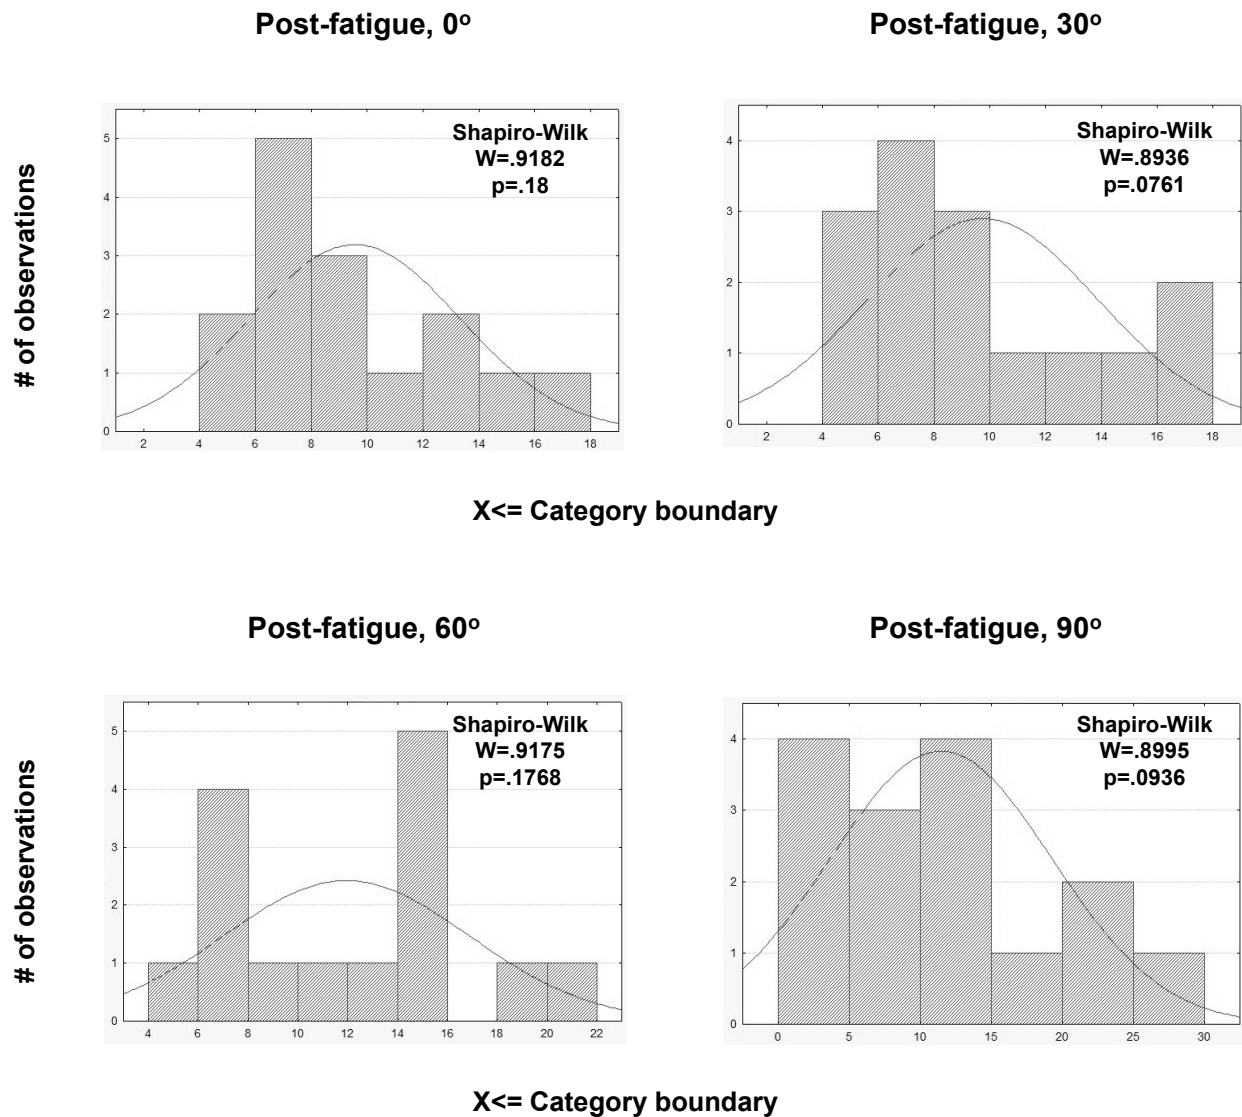 Post-fatigue, 0º
Post-fatigue, 30º
# of observations
5
4
3
2
1
0
Shapiro-Wilk
W=.9182
p=.18
2 4 6 8 10 12 14 16 18
4
3
2
1
0
Shapiro-Wilk
W=.8936
p=.0761
2 4 6 8 10 12 14 16 18
X<= Category boundary
Post-fatigue, 60º
Post-fatigue, 90º
# of observations
5
4
3
2
1
0
Shapiro-Wilk
W=.9175
p=.1768
4 6 8 10 12 14 16 18 20 22
4
3
2
1
0
Shapiro-Wilk
W=.8995
p=.0936
0 5 10 15 20 25 30
X<= Category boundary